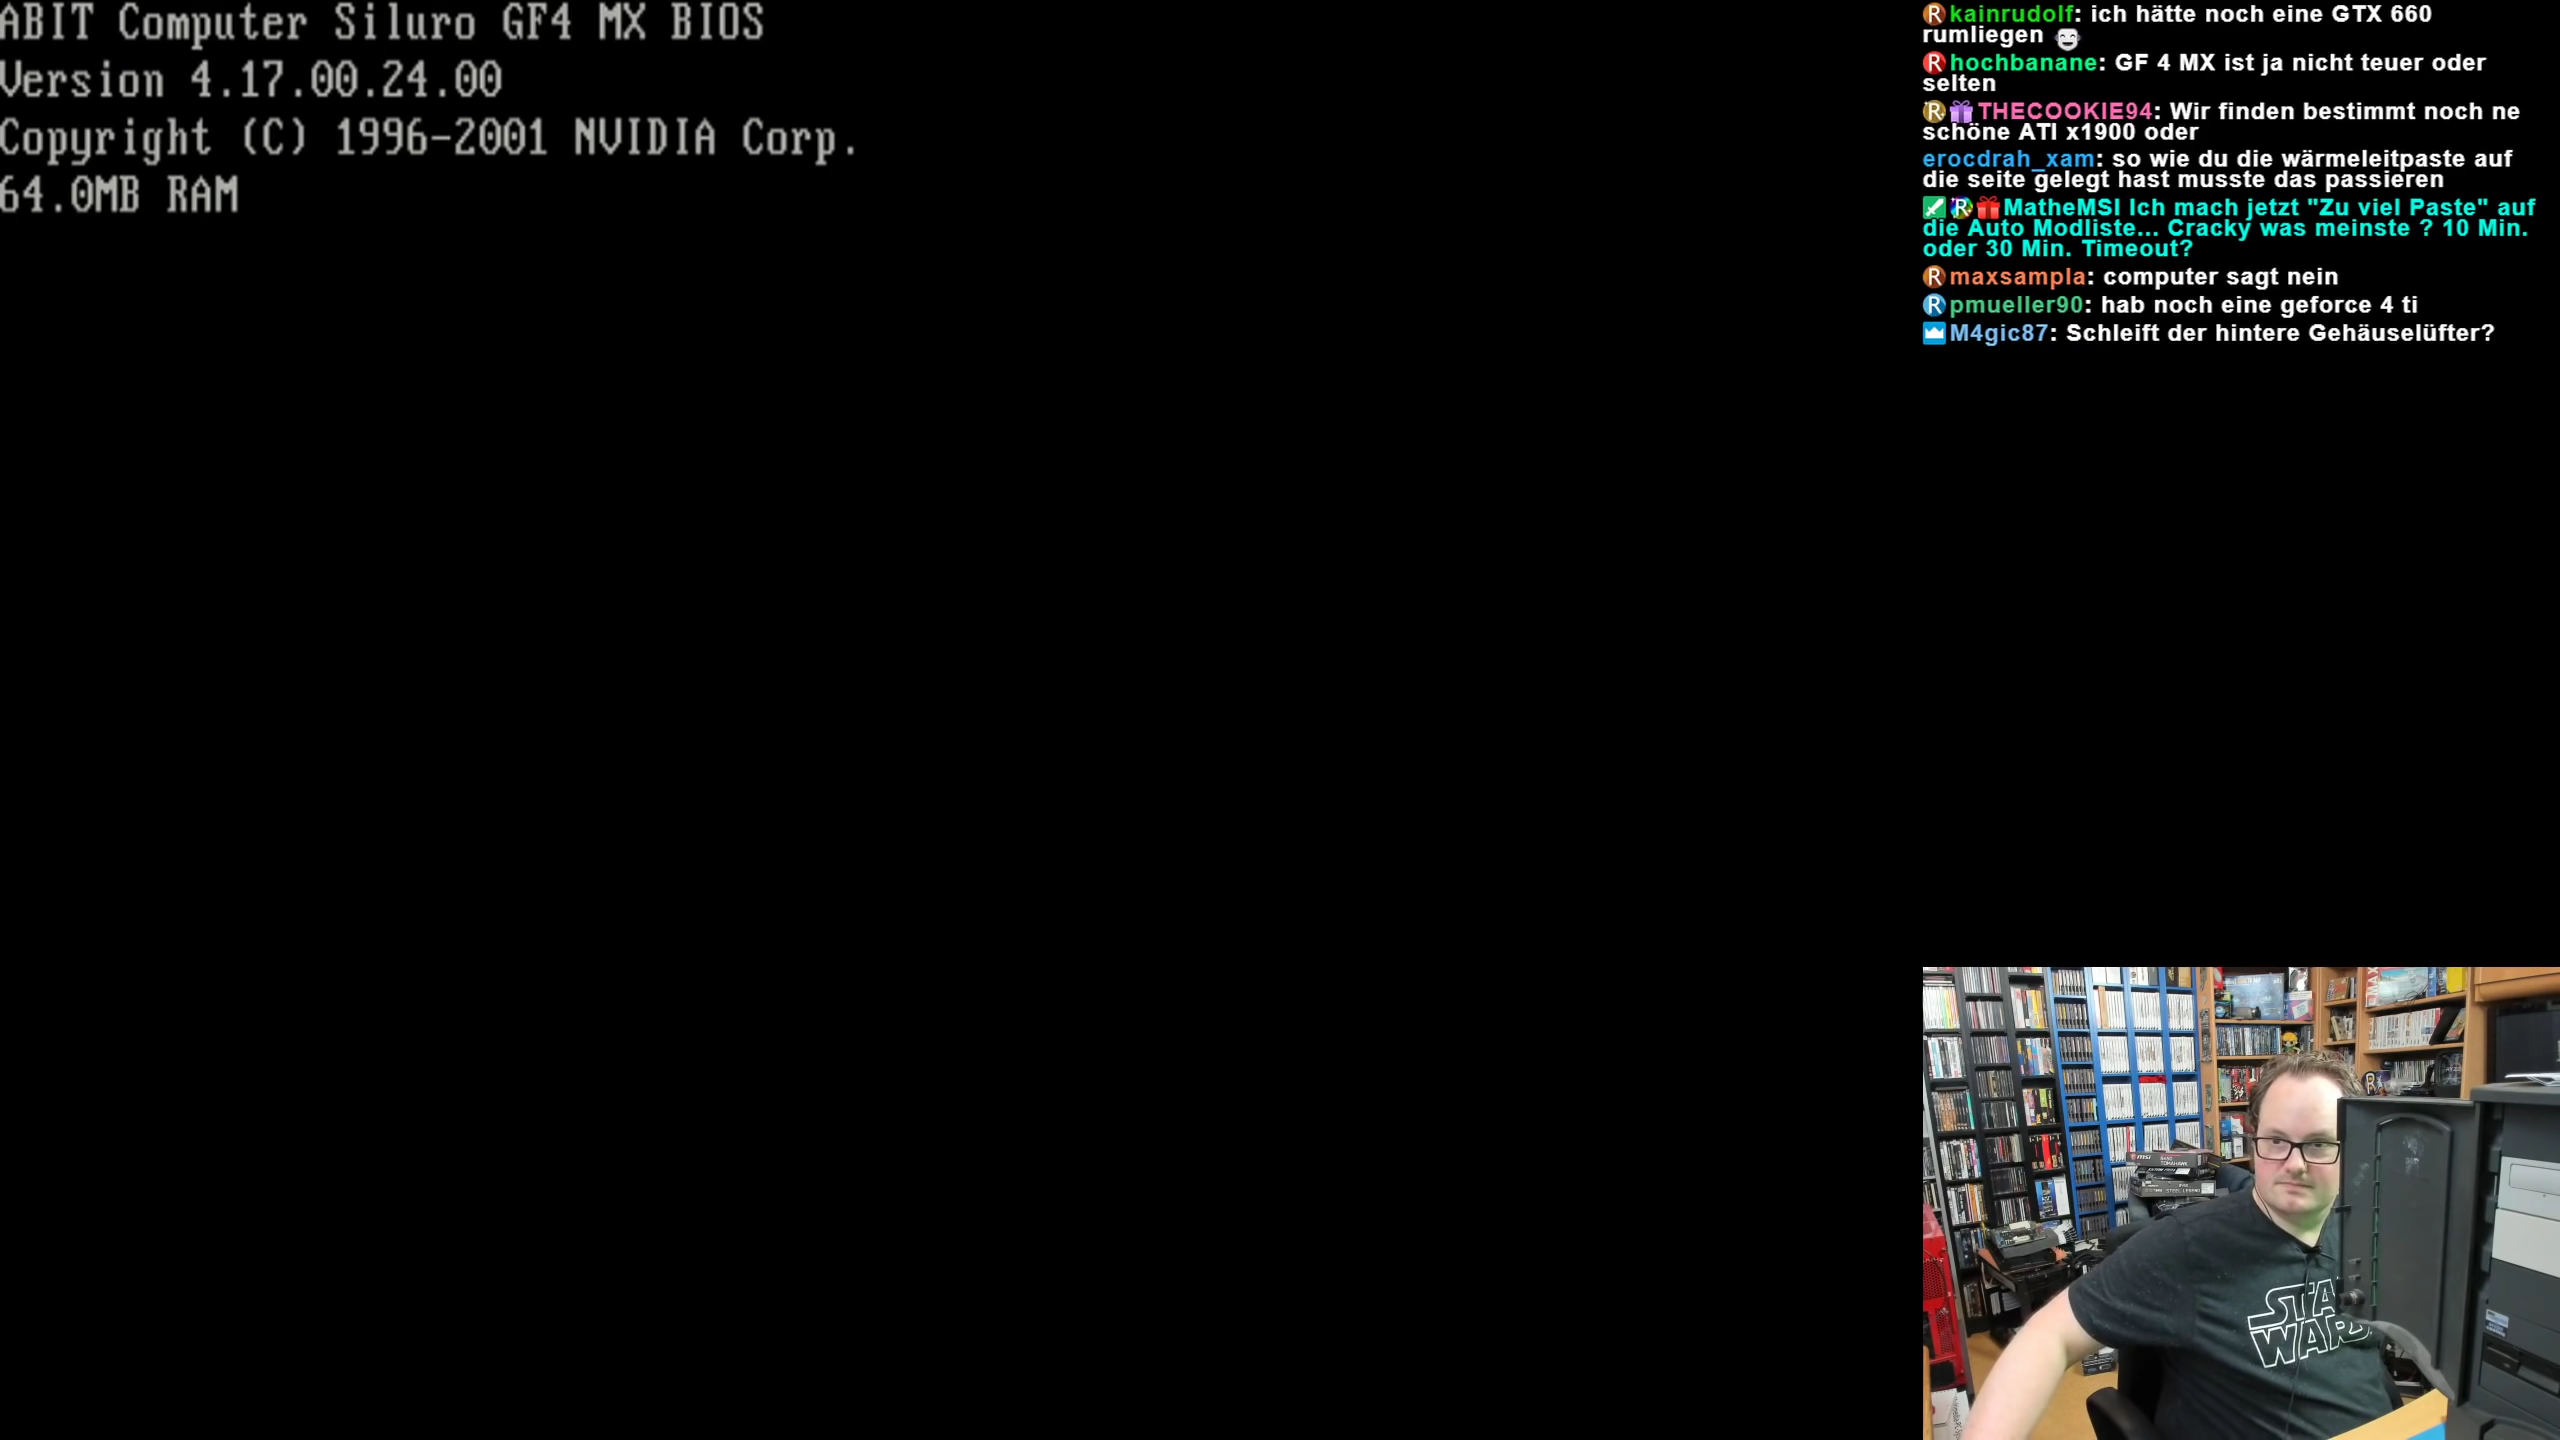 ABIT Computer Siluro GF4 MX BIOS
Version 4.17.00.24.00
Copyright (C) 1996-2001 NVIDIA Corp.
64.0MB RAM
kainrudolf: ich hätte noch eine GTX 660
rumliegen
hochbanane: GF 4 MX ist ja nicht teuer oder
selten
THECOOKIE94: Wir finden bestimmt noch ne
schöne ATI x1900 oder
erocdrah_xam: so wie du die wärmeleitpaste auf
die seite gelegt hast musste das passieren
MatheMSI Ich mach jetzt "Zu viel Paste" auf
die Auto Modliste... Cracky was meinste ? 10 Min.
oder 30 Min. Timeout?
maxsampla: computer sagt nein
pmueller90: hab noch eine geforce 4 ti
M4gic87: Schleift der hintere Gehäuselüfter?
TOMAHAWK
STA
WARS